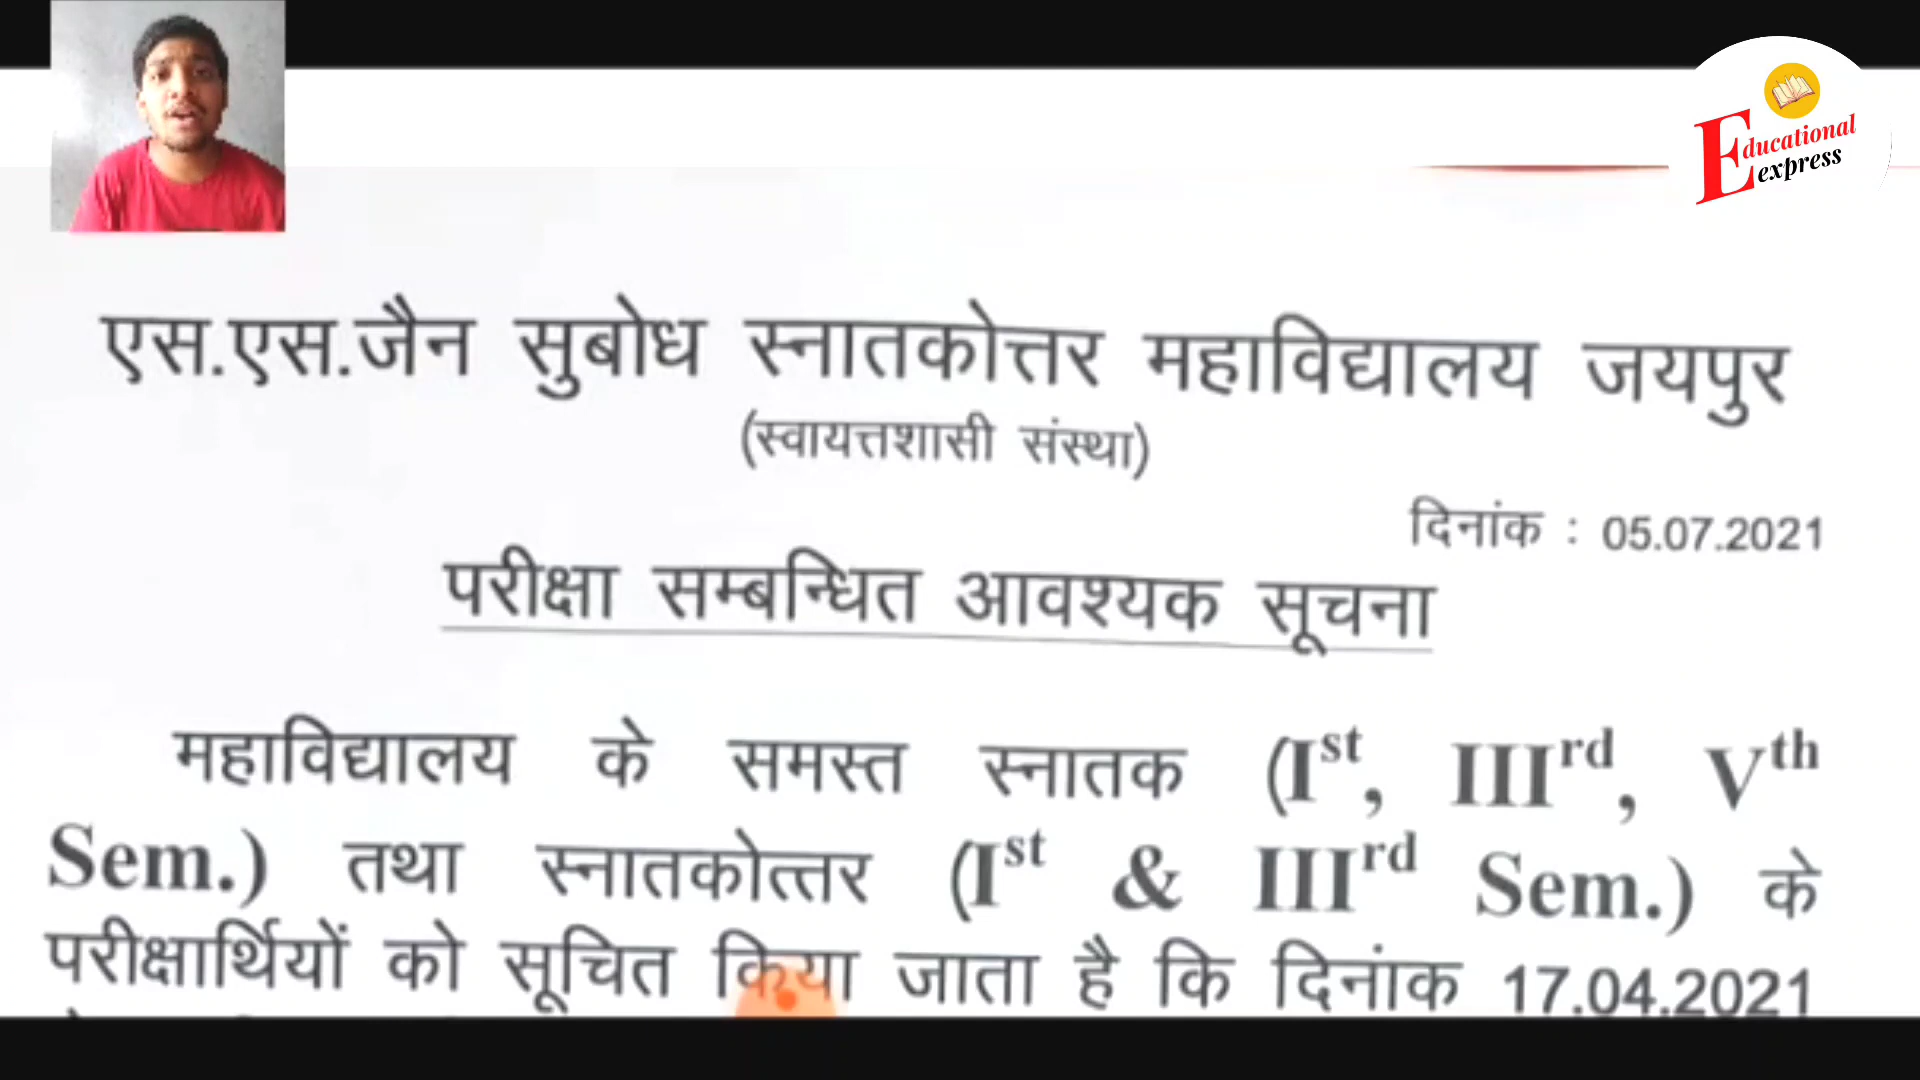 Educational
express
एस.एस.जैन सुबोध स्नातकोत्तर महाविद्यालय जयपुर
(स्वायत्तशासी संस्था)
दिनांक : 05.07.2021
परीक्षा सम्बन्धित आवश्यक सूचना
महाविद्यालय के समस्त स्नातक (Ist, IIIrd, Vth
Sem.) तथा स्नातकोत्तर (Ist & IIIrd Sem.) के
परीक्षार्थियों को सूचित किया जाता है कि दिनांक 17.04.2021